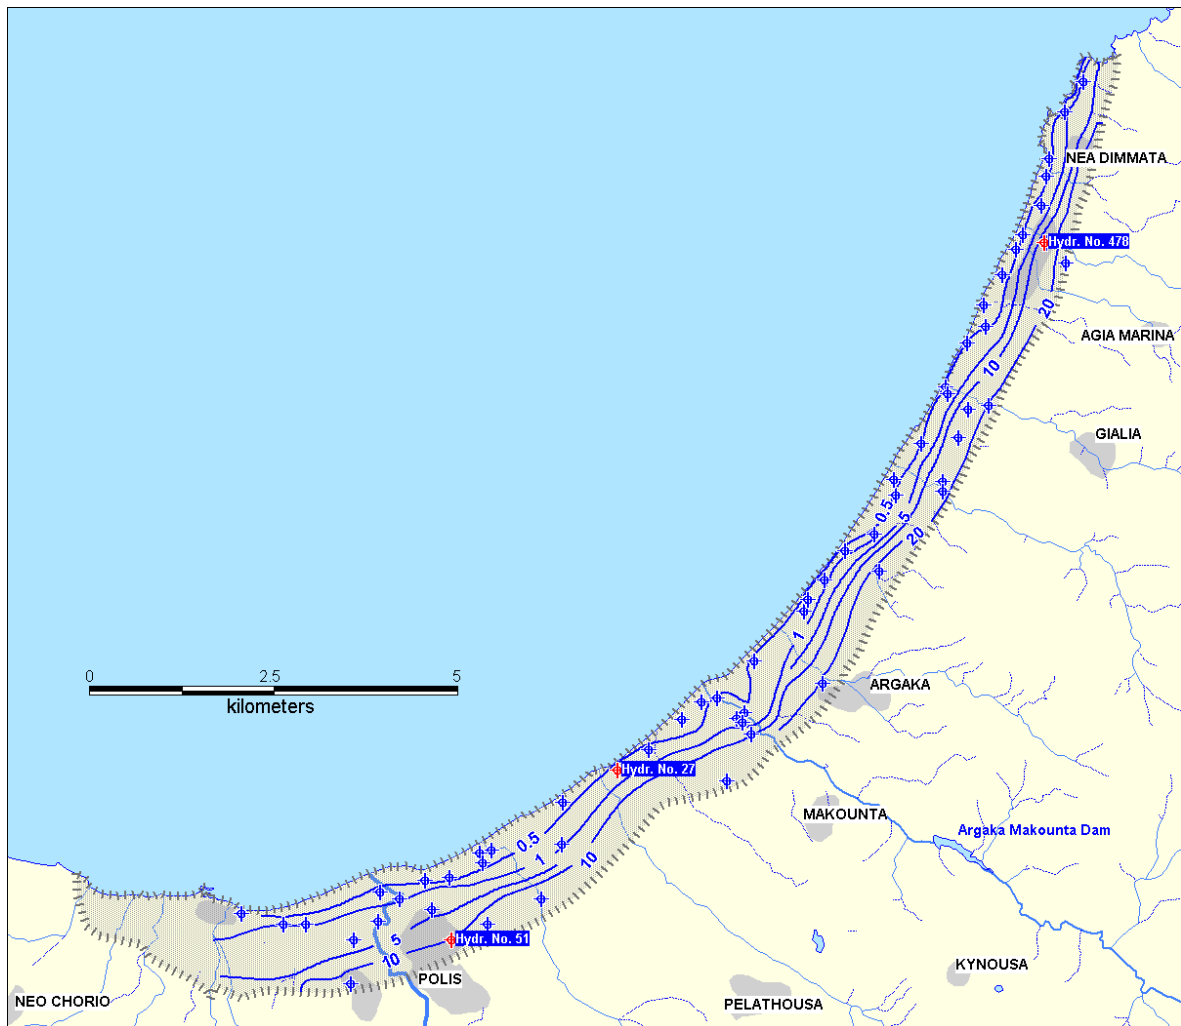 NEA DIMMATA
Hydr. No. 478
20
AGIA MARINA
10
GIALIA
0.5
5
20
1
0 2.5 5
kilometers
ARGAKA
Hydr. No. 27
MAKOUNTA
Argaka Makounta Dam
0.5
1
10
5
Hydr. No. 51
10
POLIS
KYNOUSA
NEO CHORIO
PELATHOUSA